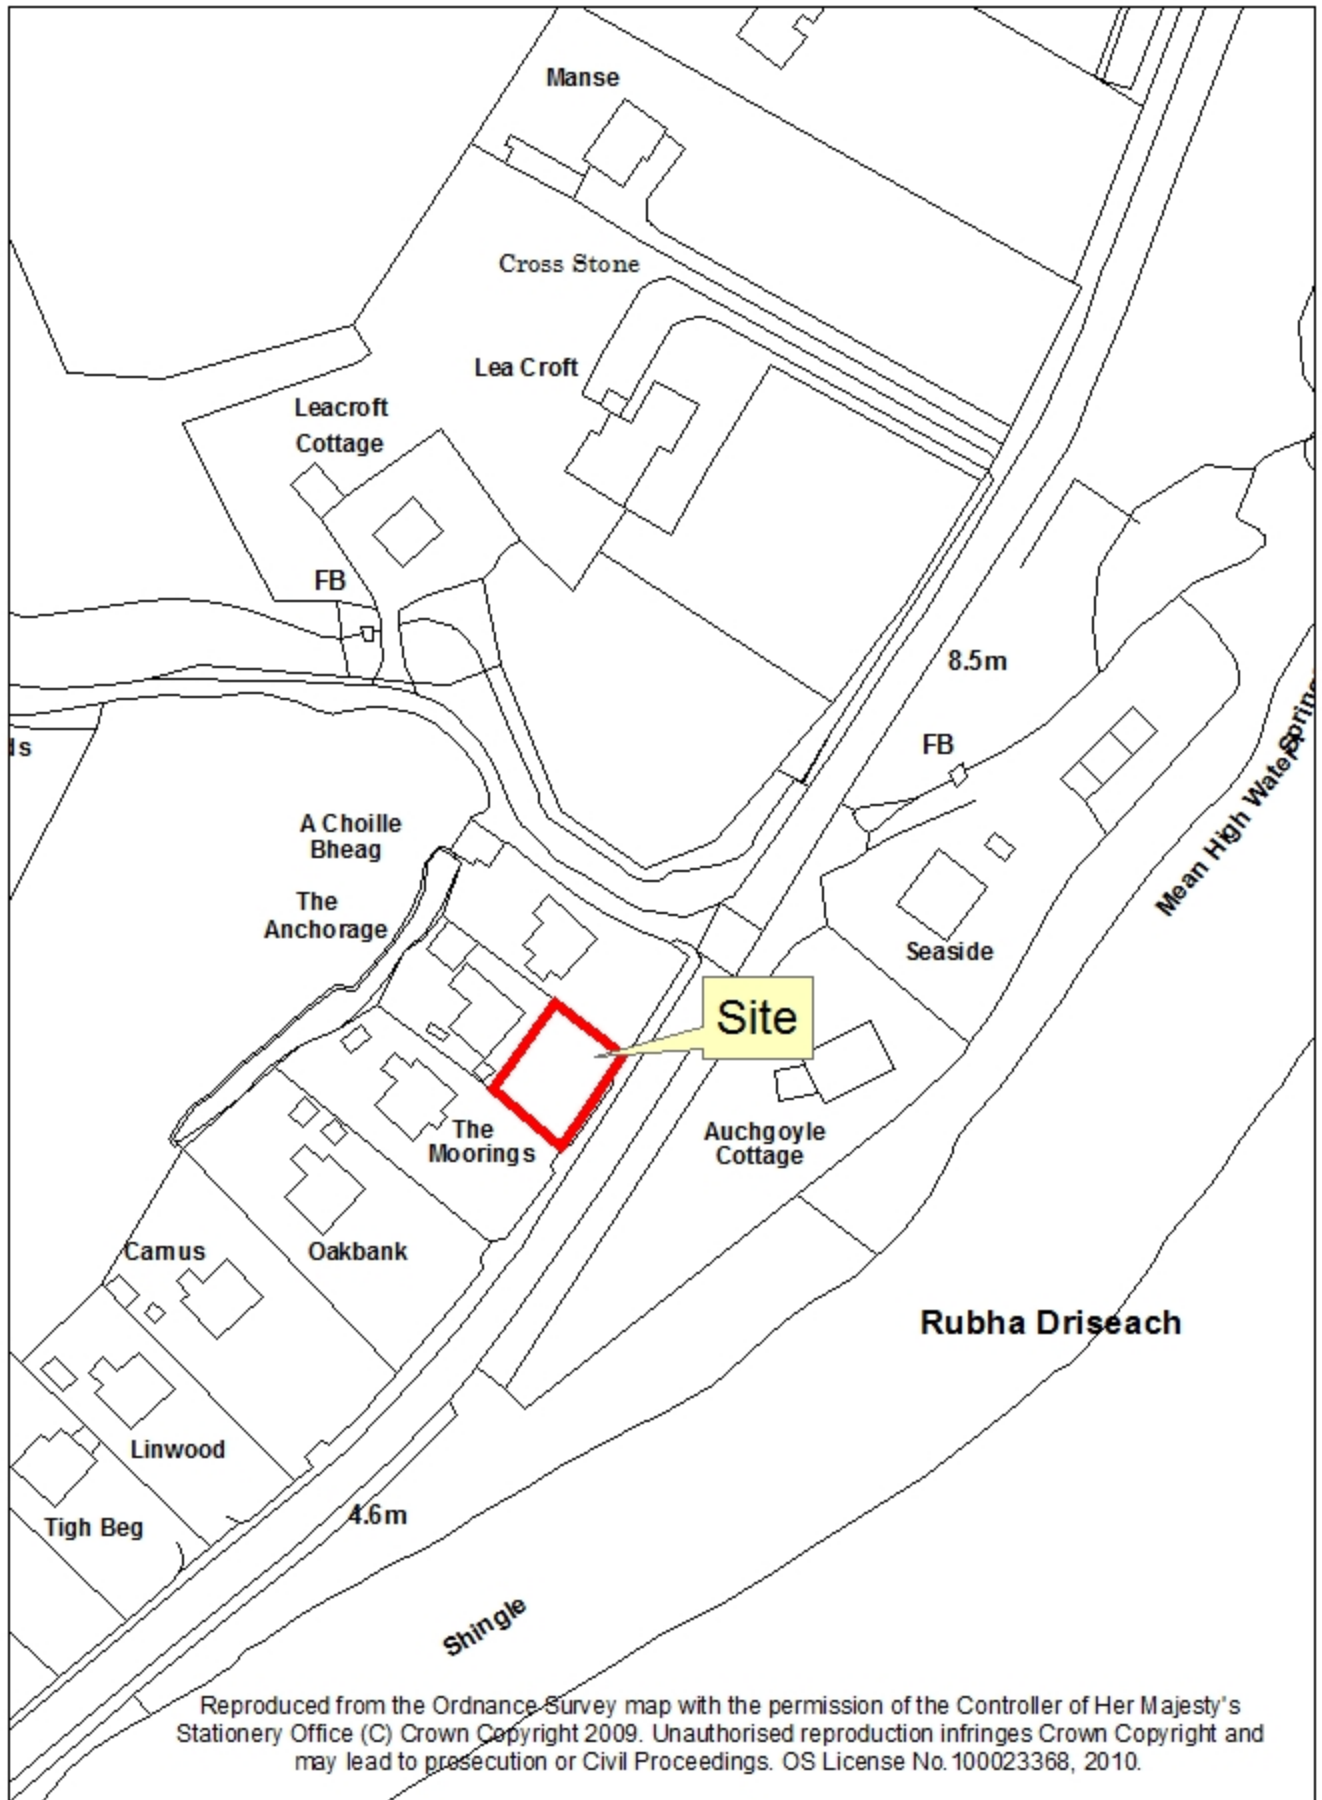 Manse
Cross Stone
Lea Croft
Leacroft
Cottage
FB
8.5m
FB
ds
Mean High Water Springs
A Choille
Bheag
The
Anchorage
Seaside
Site
The
Moorings
Auchgoyle
Cottage
Camus
Oakbank
Rubha Driseach
Linwood
4.6m
Tigh Beg
Shingle
Reproduced from the Ordnance Survey map with the permission of the Controller of Her Majesty's
Stationery Office (C) Crown Copyright 2009. Unauthorised reproduction infringes Crown Copyright and
may lead to prosecution or Civil Proceedings. OS License No. 100023368, 2010.